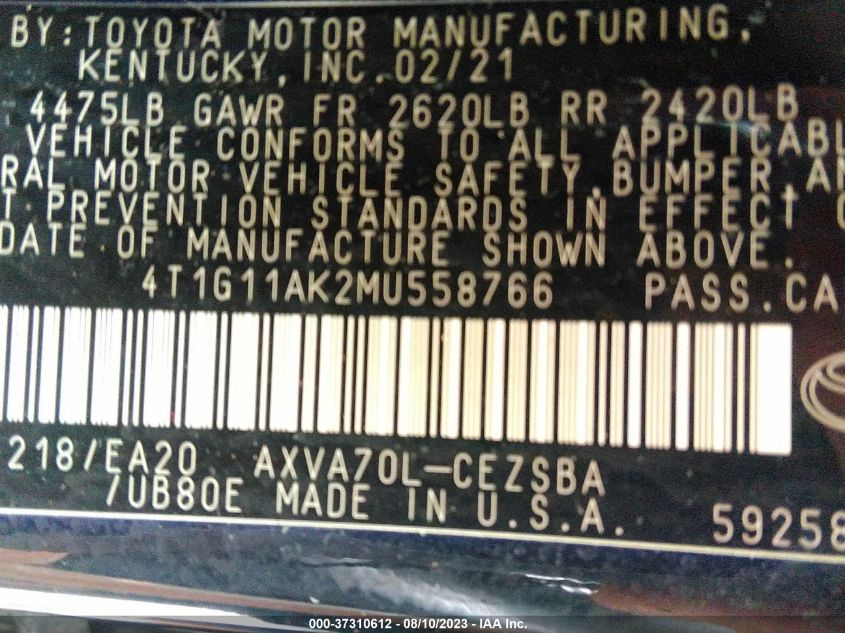 BY:TOYOTA MOTOR MANUFACTURING,
KENTUCKY,INC.02/21
4475LB GAWR FR 2620LB RR 2420LB
VEHICLE CONFORMS TO ALL APPLICABL
RAL MOTOR VEHICLE SAFETY,BUMPER,AN
T PREVENTION STANDARDS IN EFFECT O
DATE OF MANUFACTURE SHOWN ABOVE.
4T1G11AK2MU558766 PASS.CA
218/EA20 AXVA70L-CEZSBA
/UB80E MADE IN U.S.A. 59258
000-37310612 - 08/10/2023 - IAA Inc.